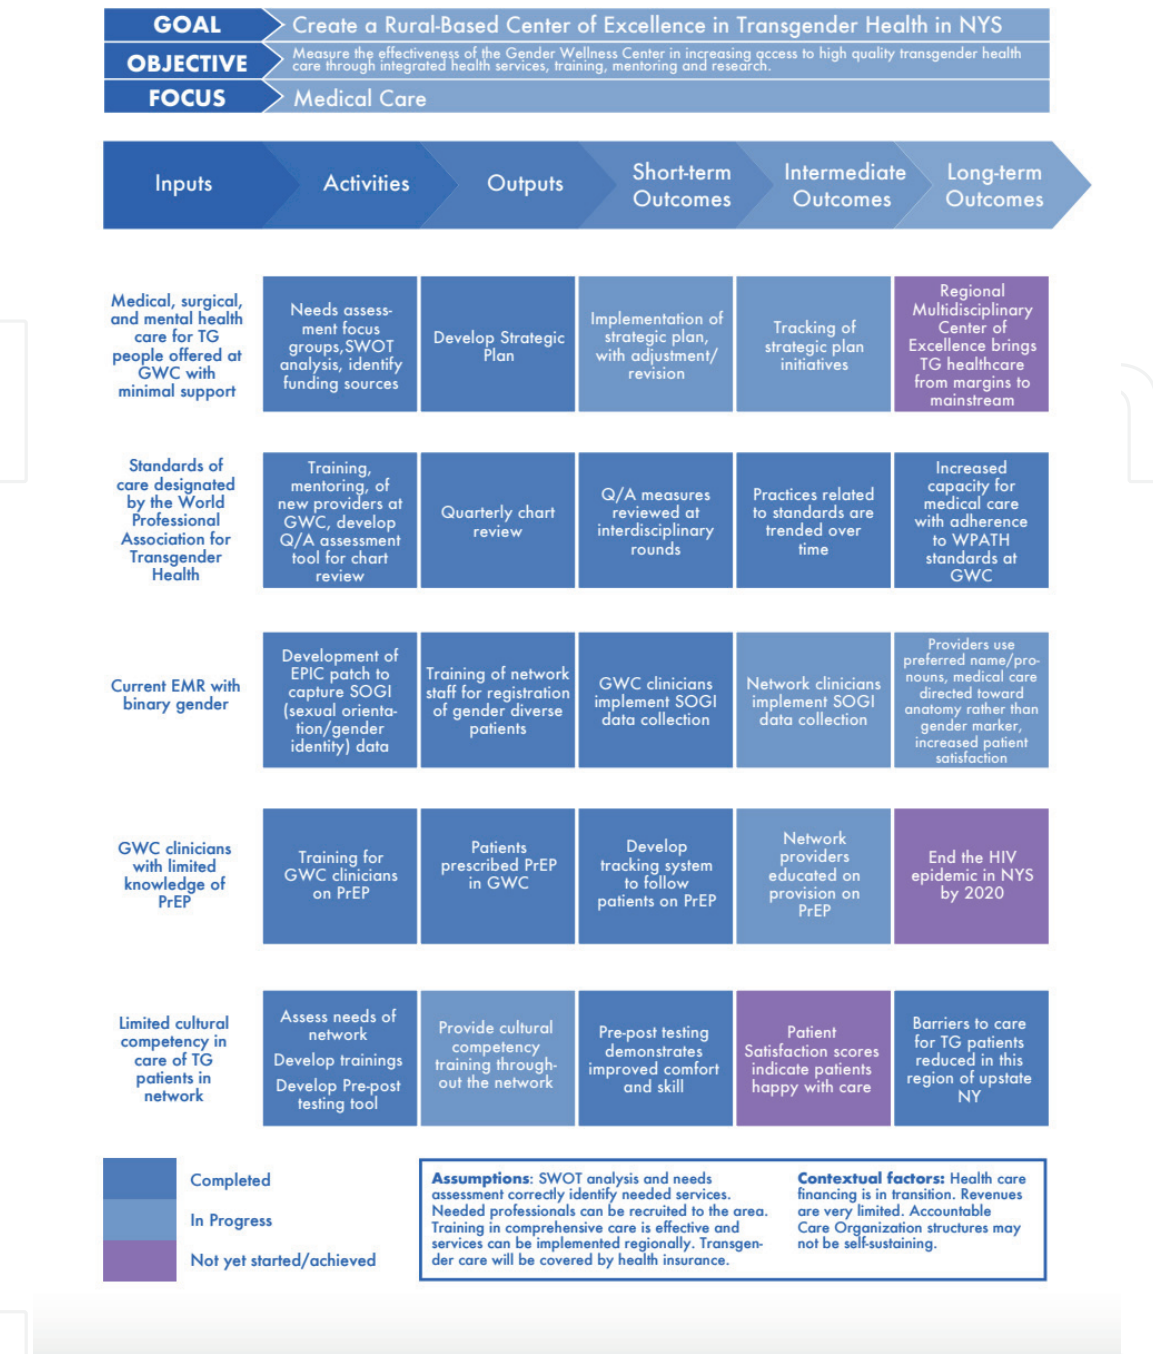 GOAL
Create a Rural-Based Center of Excellence in Transgender Health in NYS
OBJECTIVE
Measure the effectiveness of the Gender Wellness Center in increasing access to high quality transgender health
care through integrated health services, training, mentoring and research.
FOCUS
Medical Care
Inputs
Activities
Outputs
Short-term
Outcomes
Intermediate
Outcomes
Long-term
Outcomes
Medical, surgical,
and mental health
care for TG
people offered at
GWC with
minimal support
Needs assess-
ment focus
groups,SWOT
analysis, identify
funding sources
Develop Strategic
Plan
Implementation of
strategic plan,
with adjustment/
revision
Tracking of
strategic plan
initiatives
Regional
Multidisciplinary
Center of
Excellence brings
TG healthcare
from margins to
mainstream
Standards of
care designated
by the World
Professional
Association for
Transgender
Health
Training,
mentoring, of
new providers at
GWC, develop
Q/A assessment
tool for chart
review
Quarterly chart
review
Q/A measures
reviewed at
interdisciplinary
rounds
Practices related
to standards are
trended over
time
Increased
capacity for
medical care
with adherence
to WPATH
standards at
GWC
Current EMR with
binary gender
Development of
EPIC patch to
capture SOGI
(sexual orienta-
tion/gender
identity) data
Training of network
staff for registration
of gender diverse
patients
GWC clinicians
implement SOGI
data collection
Network clinicians
implement SOGI
data collection
Providers use
preferred name/pro-
nouns, medical care
directed toward
anatomy rather than
gender marker,
increased patient
satisfaction
GWC clinicians
with limited
knowledge of
PrEP
Training for
GWC clinicians
on PrEP
Patients
prescribed PrEP
in GWC
Develop
tracking system
to follow
patients on PrEP
Network
providers
educated on
provision on
PrEP
End the HIV
epidemic in NYS
by 2020
Limited cultural
competency in
care of TG
patients in
network
Assess needs of
network
Develop trainings
Develop Pre-post
testing tool
Provide cultural
competency
training through-
out the network
Pre-post testing
demonstrates
improved comfort
and skill
Patient
Satisfaction scores
indicate patients
happy with care
Barriers to care
for TG patients
reduced in this
region of upstate
NY
Completed
In Progress
Not yet started/achieved
Assumptions: SWOT analysis and needs
assessment correctly identify needed services.
Needed professionals can be recruited to the area.
Training in comprehensive care is effective and
services can be implemented regionally. Transgen-
der care will be covered by health insurance.
Contextual factors: Health care
financing is in transition. Revenues
are very limited. Accountable
Care Organization structures may
not be self-sustaining.